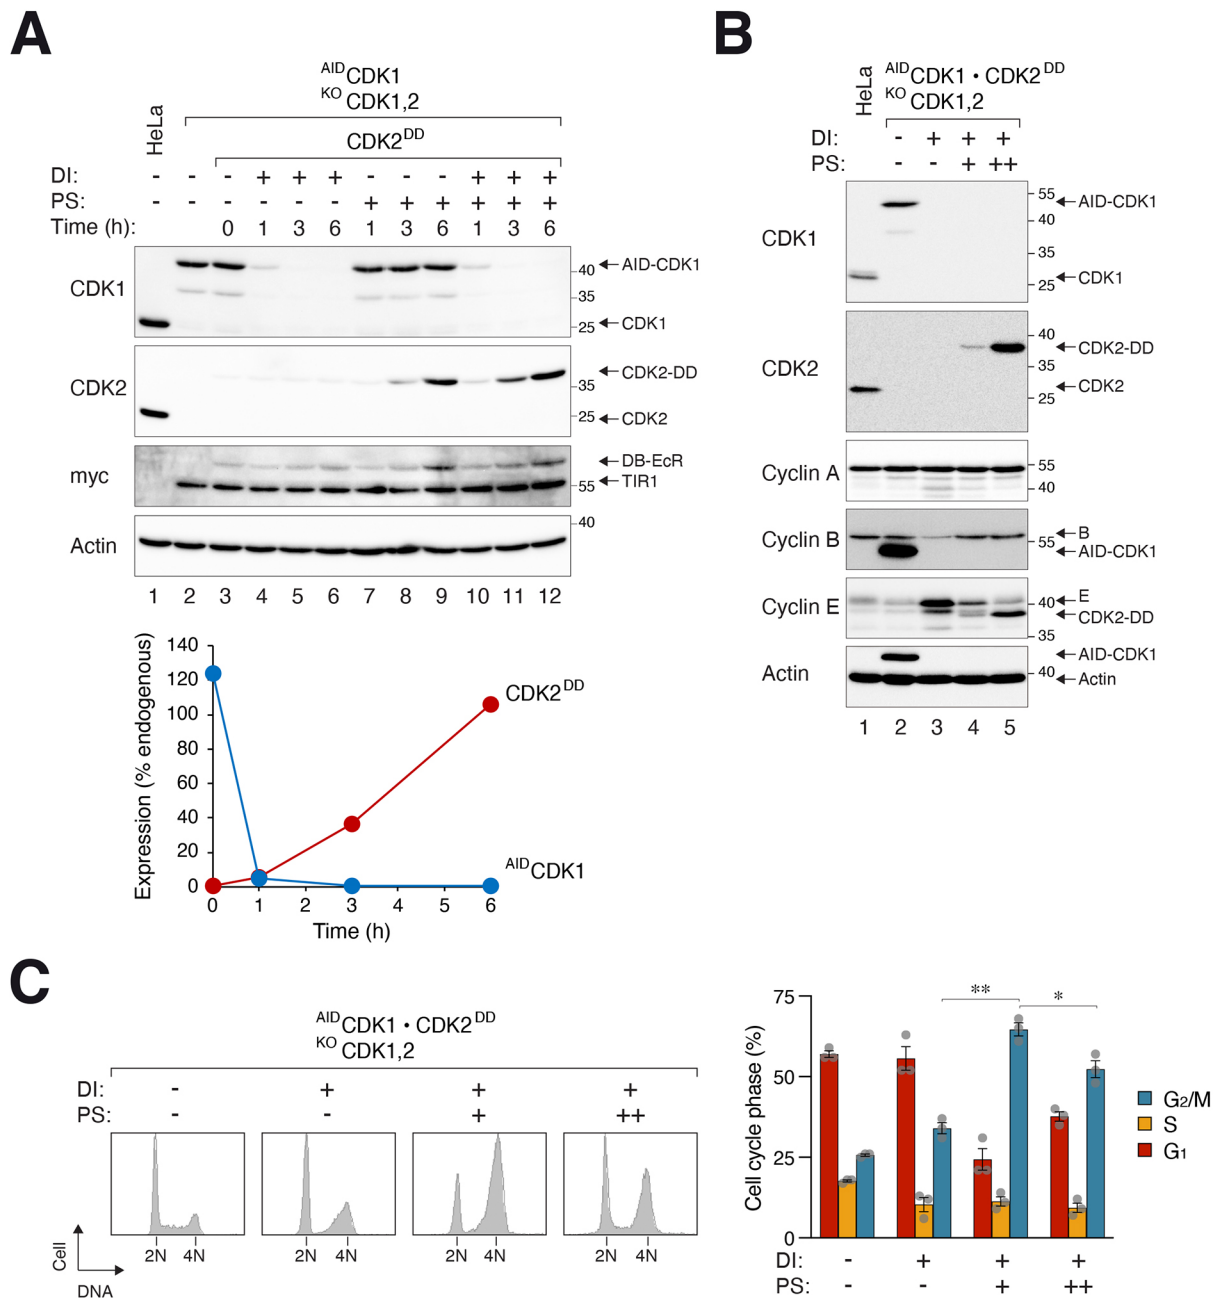 A
AIDCDK1
KO CDK1,2
HeLa
CDK2DD
DI: - - - + + + - - - + + +
PS: - - - - - - + + + + + +
Time (h): 0 1 3 6 1 3 6 1 3 6
CDK1
AID-CDK1
40
35
25
CDK1
CDK2
CDK2-DD
35
25
CDK2
myc
DB-EcR
55
TIR1
Actin
40
1 2 3 4 5 6 7 8 9 10 11 12
Expression (% endogenous)
140
120
100
80
60
40
20
0
CDK2DD
AIDCDK1
0 1 2 3 4 5 6
Time (h)
B
HeLa
AIDCDK1 • CDK2DD
KO CDK1,2
DI: - + + +
PS: - - + ++
CDK1
55
AID-CDK1
40
35
CDK1
25
CDK2
40
CDK2-DD
35
CDK2
25
Cyclin A
55
40
Cyclin B
B
55
AID-CDK1
Cyclin E
E
40
CDK2-DD
35
Actin
AID-CDK1
40
Actin
1 2 3 4 5
C
AIDCDK1 • CDK2DD
KO CDK1,2
DI: - + + +
PS: - - + ++
2N 4N 2N 4N 2N 4N 2N 4N
Cell
DNA
Cell cycle phase (%)
75
50
25
0
** *
G2/M
S
G1
DI: - + + +
PS: - - + ++